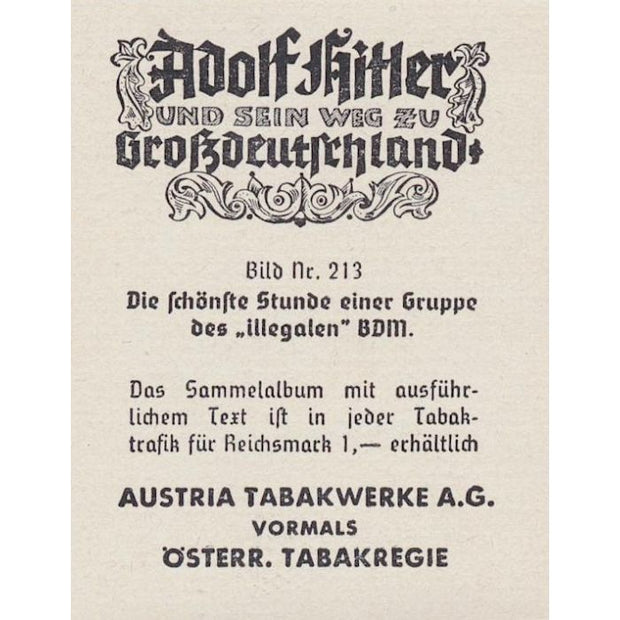 Adolf Hitler
UND SEIN WEG ZU
Großdeutschland
Bild Nr. 213
Die schönste Stunde einer Gruppe
des „illegalen” BDM.
Das Sammelalbum mit ausführ-
lichem Text ist in jeder Tabak-
trafik für Reichsmark 1,— erhältlich
AUSTRIA TABAKWERKE A.G.
VORMALS
ÖSTERR. TABAKREGIE